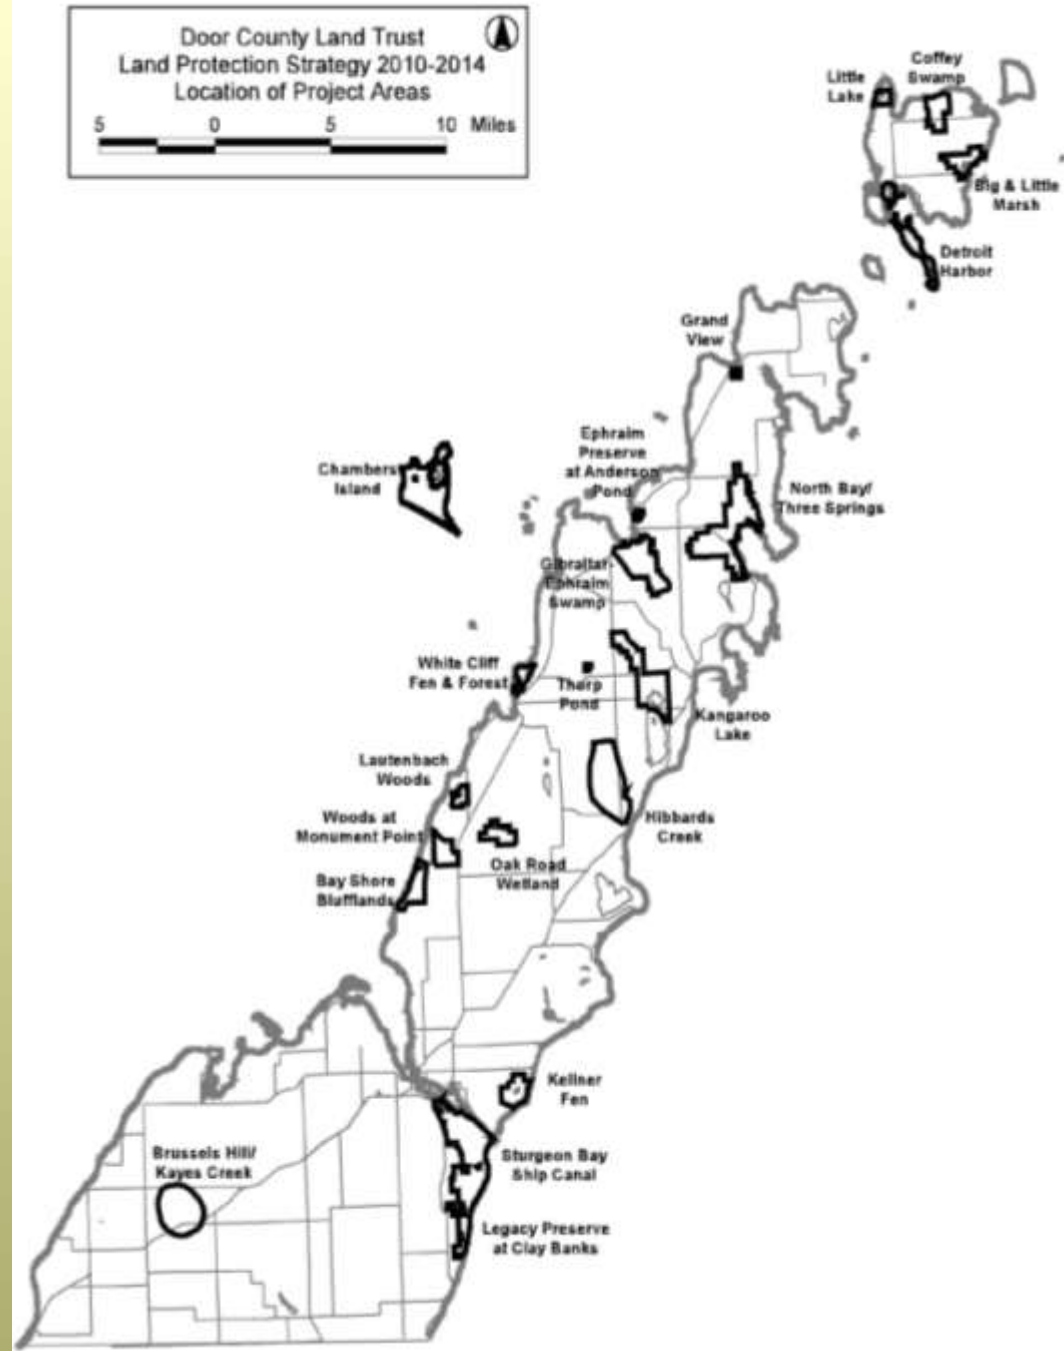 Door County Land Trust
Land Protection Strategy 2010-2014
Location of Project Areas
5 0 5 10 Miles
Coffey
Swamp
Little
Lake
Big & Little
Marsh
Detroit
Harbor
Grand
View
Ephraim
Preserve
at Anderson
Pond
Chambers
Island
North Bay/
Three Springs
Gibraltar-
Ephraim
Swamp
White Cliff
Fen & Forest
Thorp
Pond
Kangaroo
Lake
Lautenbach
Woods
Woods at
Monument Point
Hibbards
Creek
Oak Road
Wetland
Bay Shore
Blufflands
Kellner
Fen
Brussels Hill/
Kayes Creek
Sturgeon Bay
Ship Canal
Legacy Preserve
at Clay Banks